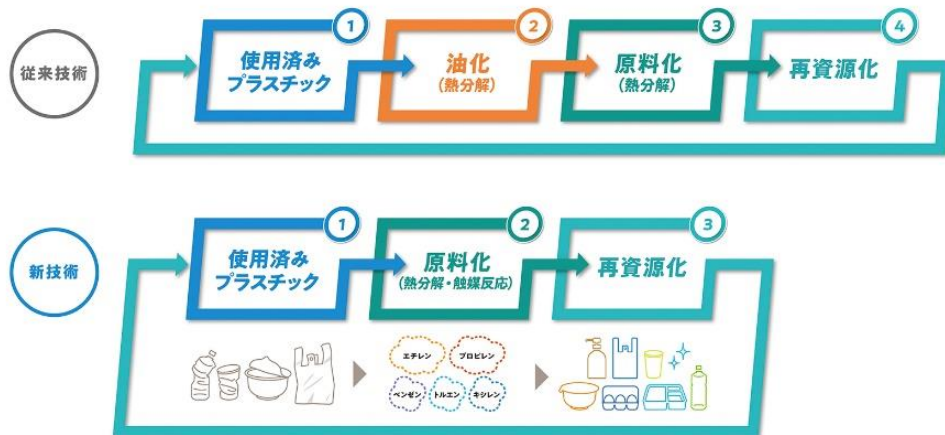 従来技術
1
使用済み
プラスチック
2
油化
(熱分解)
3
原料化
(熱分解)
4
再資源化
新技術
1
使用済み
プラスチック
2
原料化
(熱分解・触媒反応)
3
再資源化
エチレン
プロピレン
ベンゼン
トルエン
キシレン